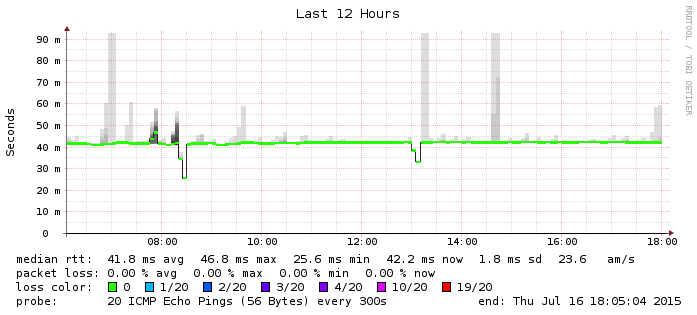 Last 12 Hours
RRDTOOL / TOBI OETIKER
Seconds
90 m
80 m
70 m
60 m
50 m
40 m
30 m
20 m
10 m
0
08:00 10:00 12:00 14:00 16:00 18:00
median rtt: 41.8 ms avg 46.8 ms max 25.6 ms min 42.2 ms now 1.8 ms sd 23.6 am/s
packet loss: 0.00 % avg 0.00 % max 0.00 % min 0.00 % now
loss color: 0 1/20 2/20 3/20 4/20 10/20 19/20
probe: 20 ICMP Echo Pings (56 Bytes) every 300s end: Thu Jul 16 18:05:04 2015